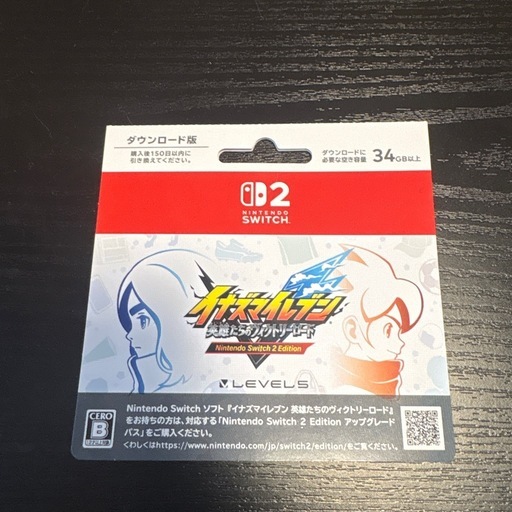 ダウンロード版
購入後150日以内に
引き換えてください。
ダウンロードに
必要な空き容量 34GB以上
2
NINTENDO
SWITCH
イナズマイレブン
英雄たちのヴィクトリーロード
Nintendo Switch 2 Edition
LEVEL5
Nintendo Switch ソフト『イナズマイレブン 英雄たちのヴィクトリーロード』
をお持ちの方は、対応する「Nintendo Switch 2 Edition アップグレード
パス」をご購入ください。
くわしくはhttps://www.nintendo.com/jp/switch2/edition/をご覧ください。
CERO
B